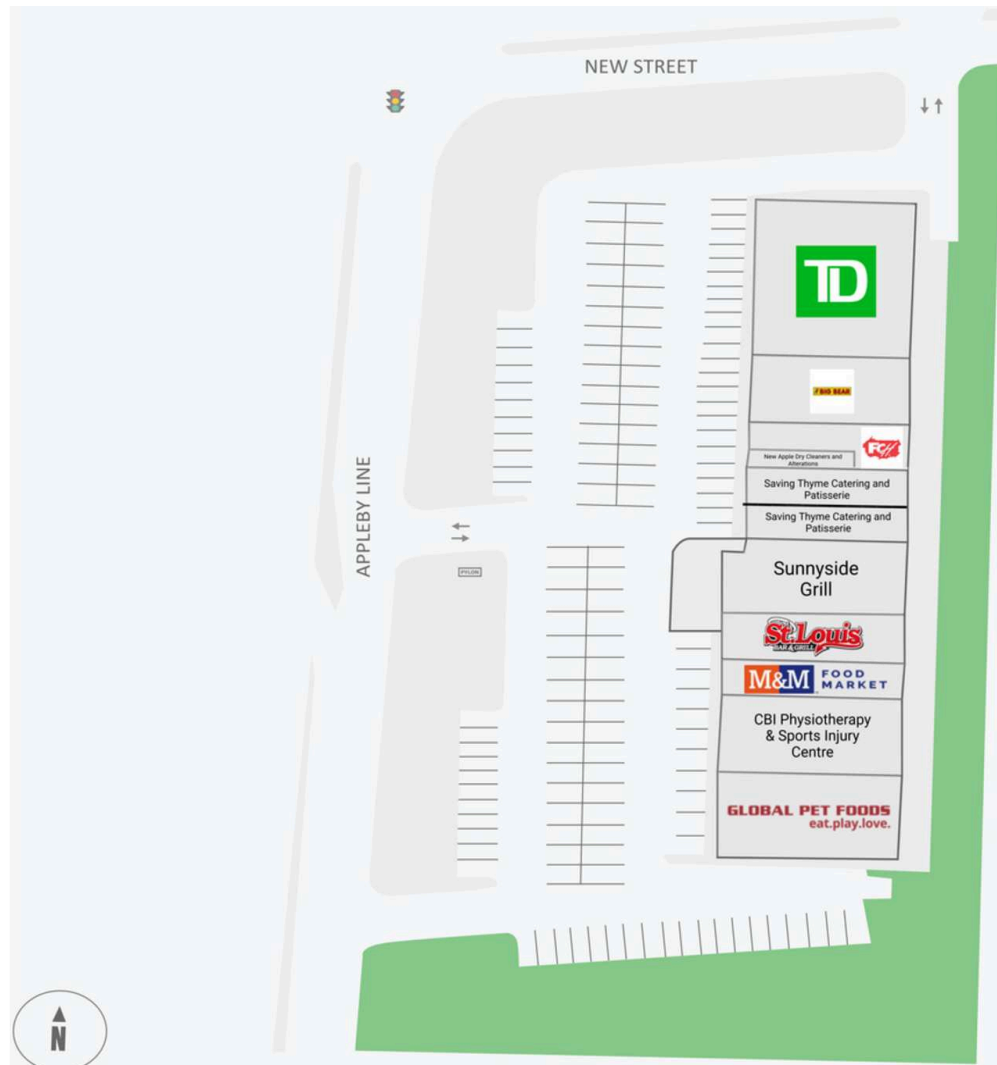 NEW STREET
TD
BIG BEAR
FCH
New Apple Dry Cleaners and
Alterations
Saving Thyme Catering and
Patisserie
Saving Thyme Catering and
Patisserie
APPLEBY LINE
PYLON
Sunnyside
Grill
St. Louis
BAR & GRILL
M&M FOOD
MARKET
CBI Physiotherapy
& Sports Injury
Centre
GLOBAL PET FOODS
eat.play.love.
N